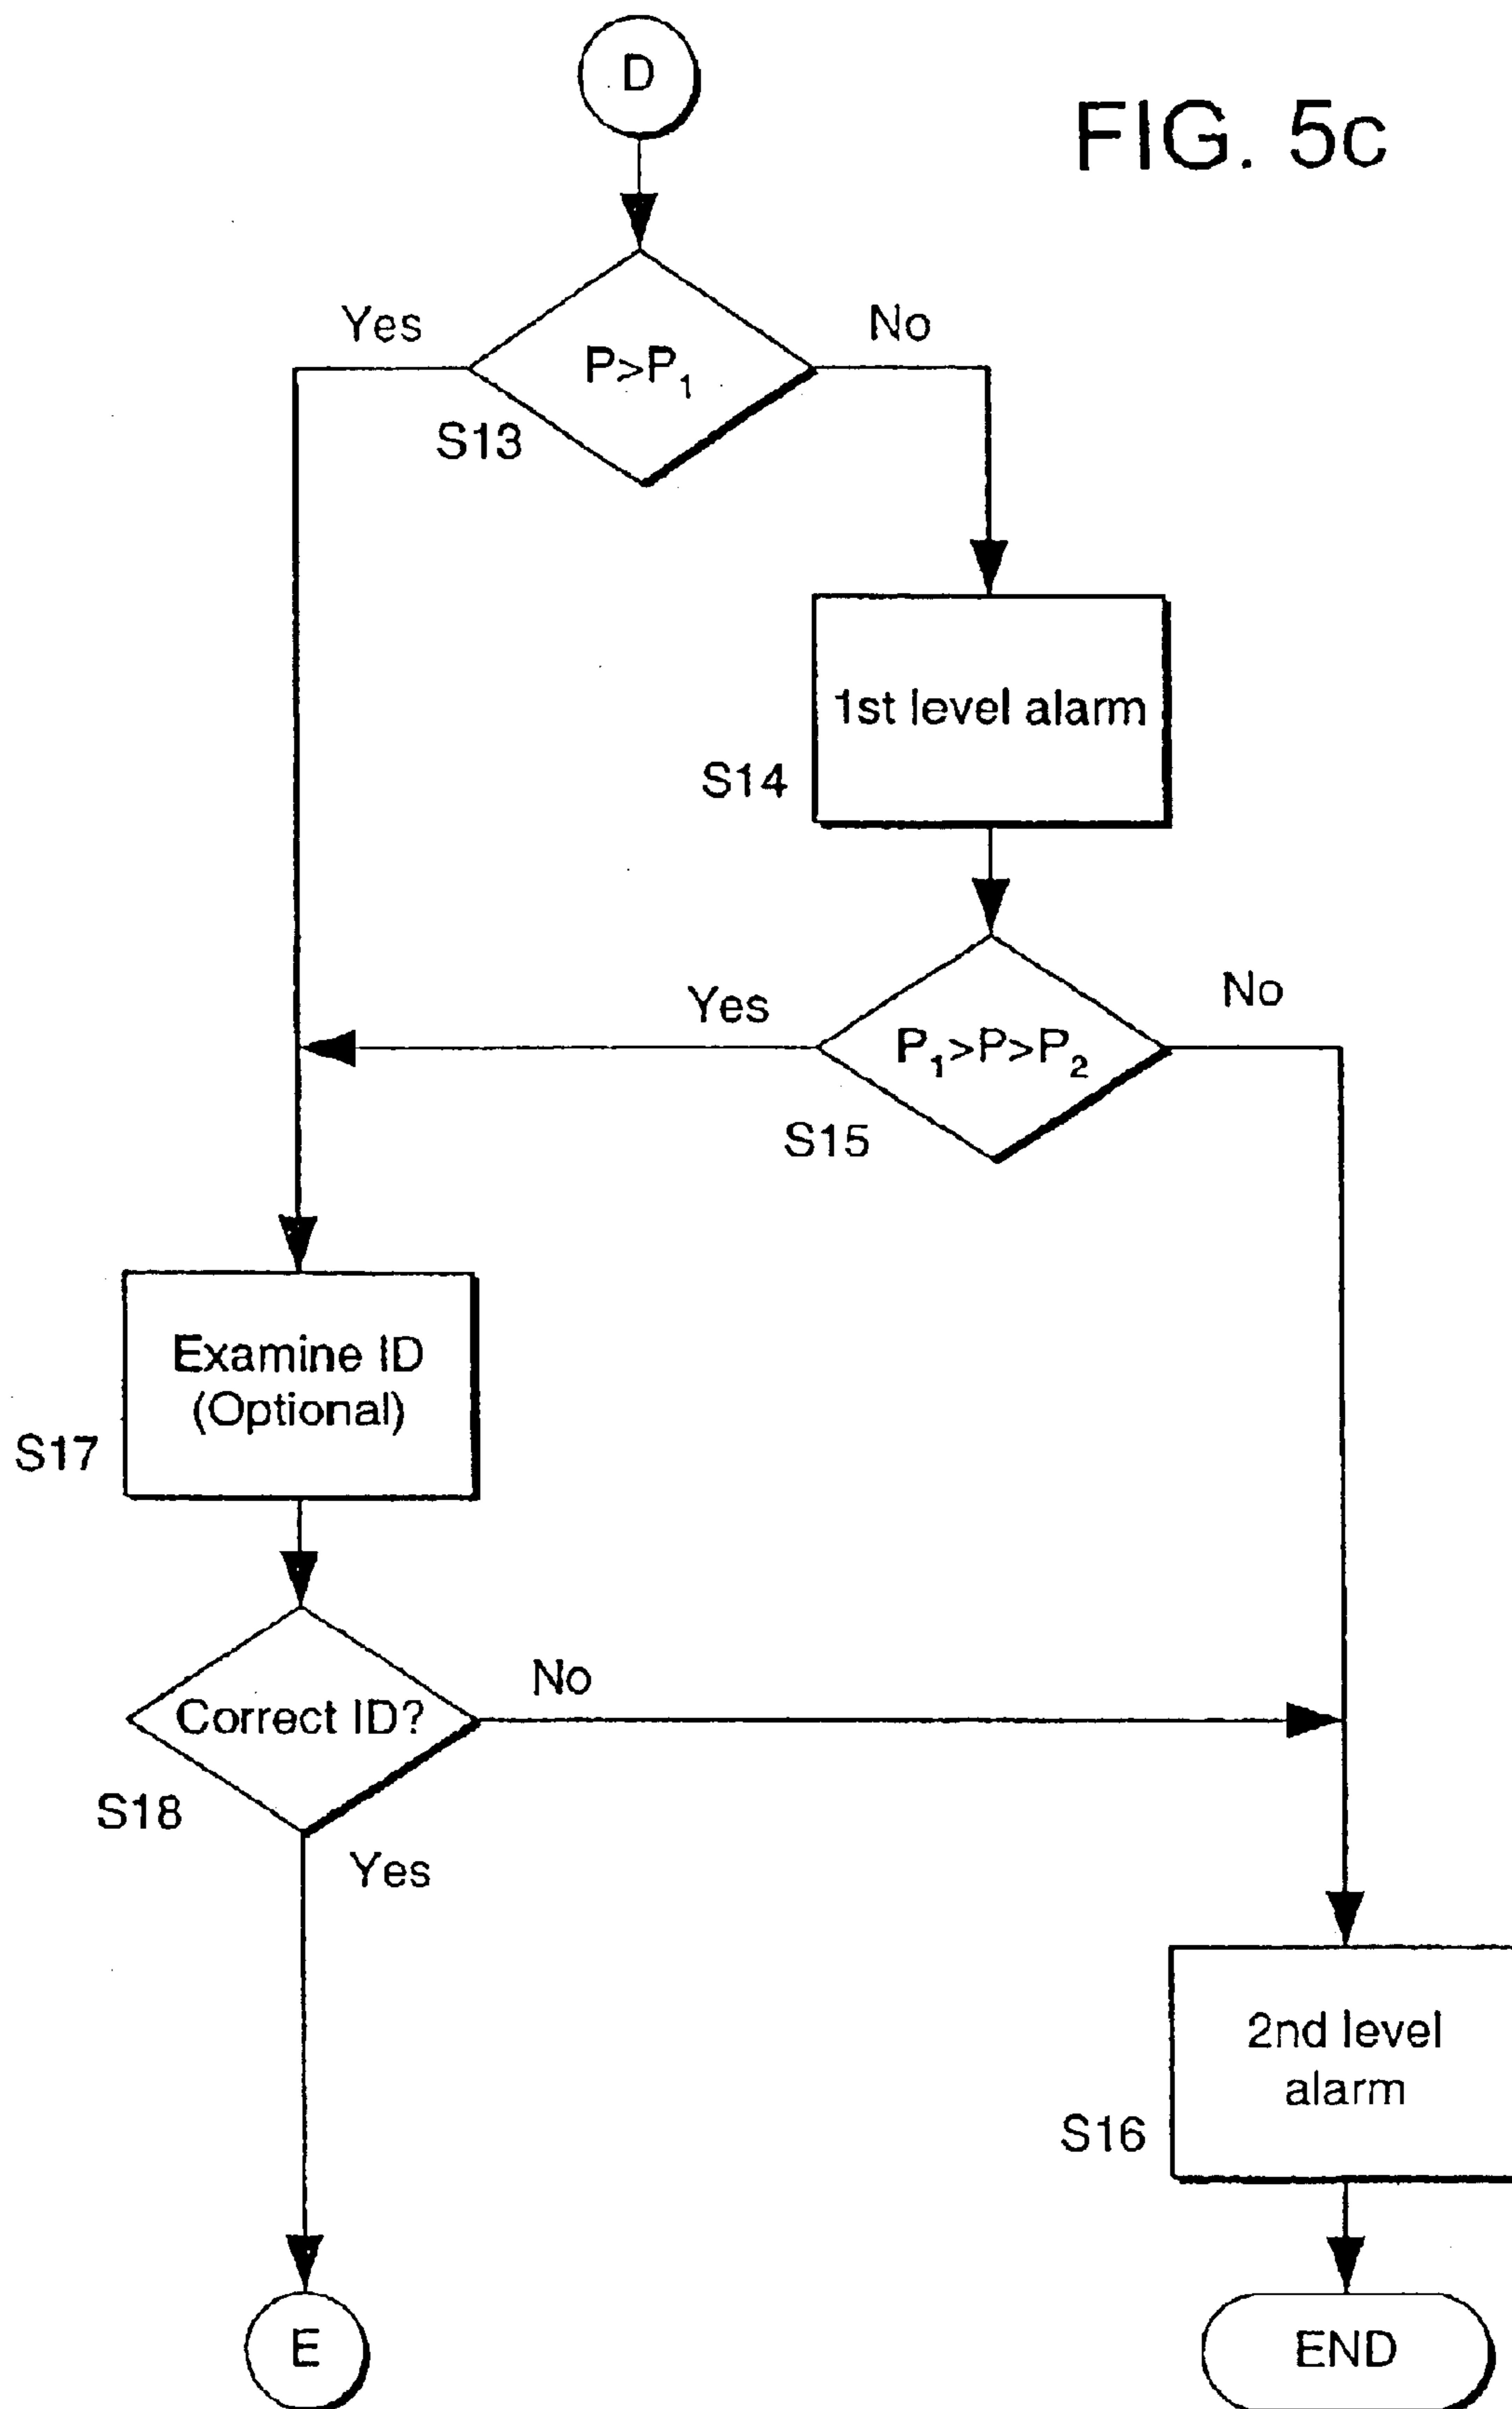 D
FIG. 5c
Yes
No
P>P₁
S13
1st level alarm
S14
Yes
No
P₁>P>P₂
S15
Examine ID
(Optional)
S17
No
Correct ID?
S18
Yes
2nd level
alarm
S16
E
END